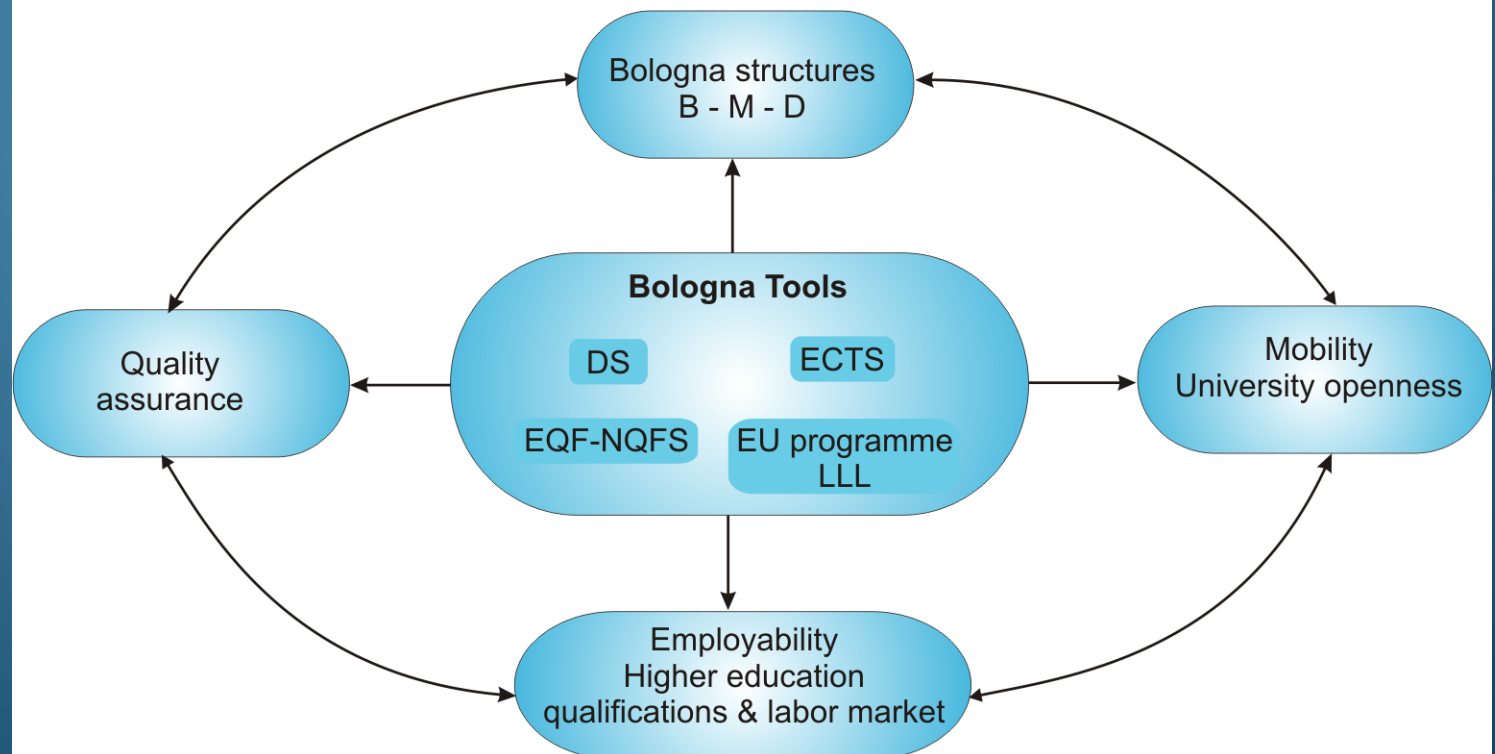 Bologna structures
B - M - D
Bologna Tools
DS
ECTS
EQF-NQFS
EU programme
LLL
Quality
assurance
Mobility
University openness
Employability
Higher education
qualifications & labor market